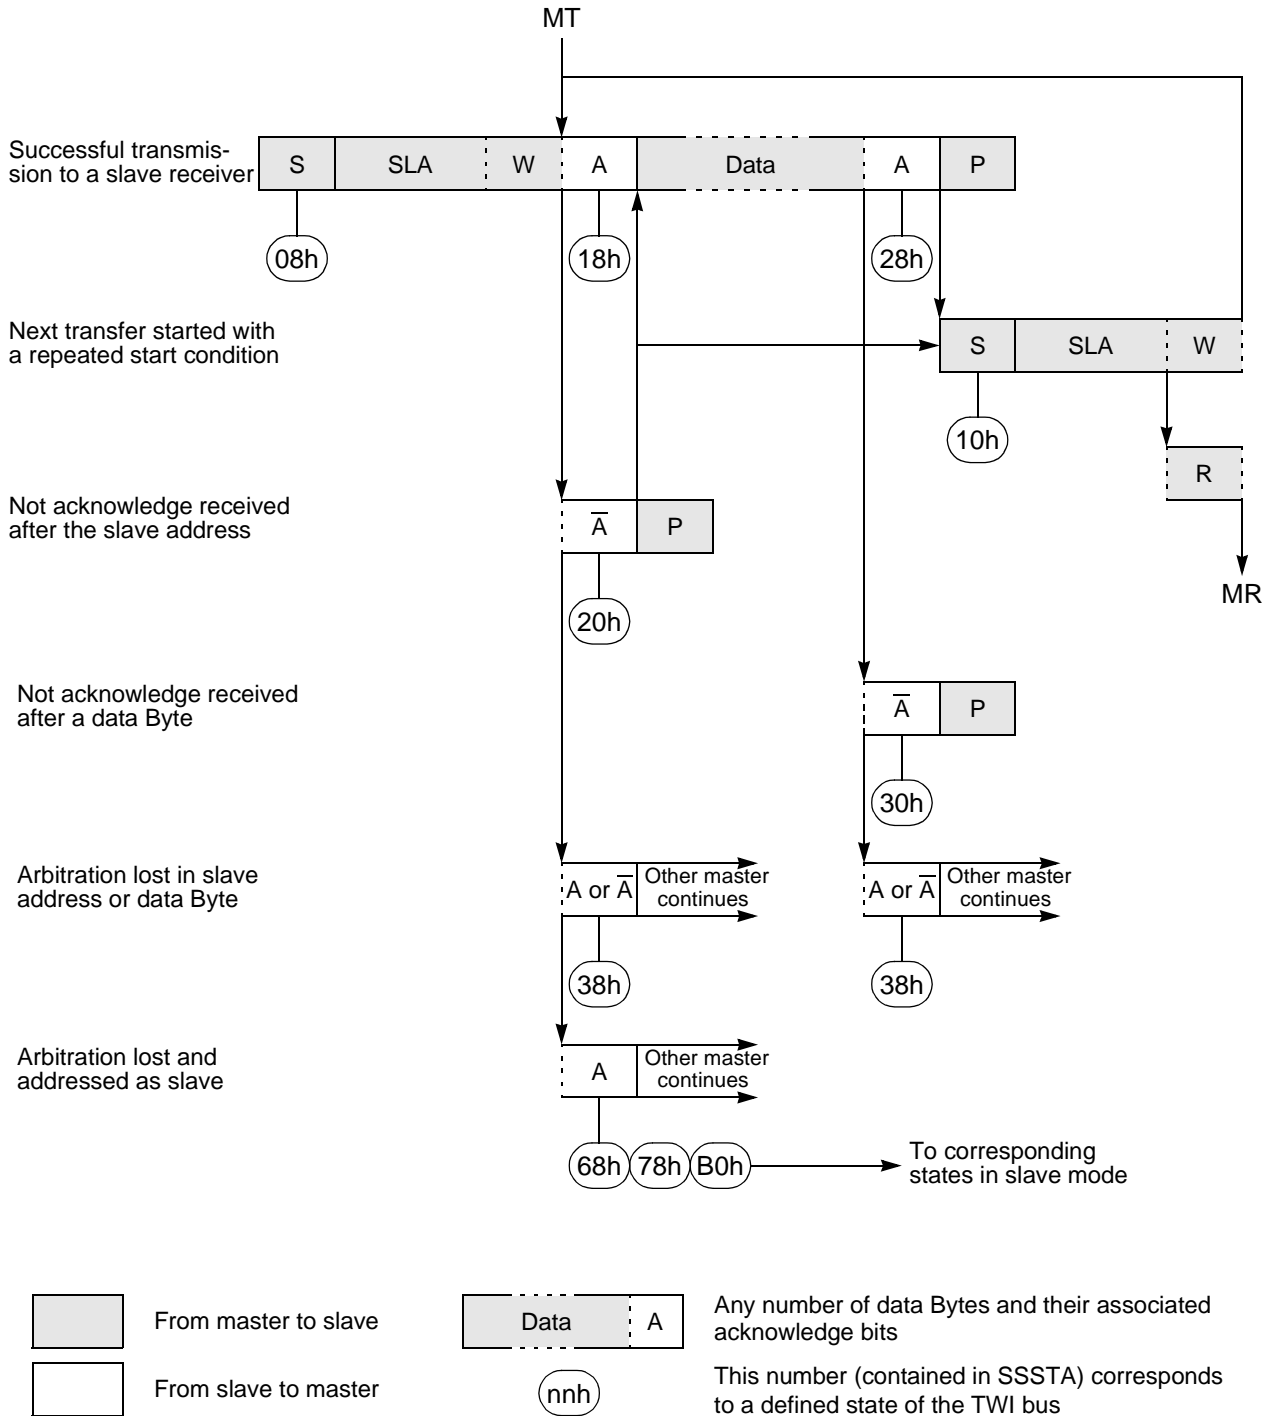 MT
Successful transmis-
sion to a slave receiver
S SLA W A Data A P
08h 18h 28h
Next transfer started with
a repeated start condition
S SLA W
10h
R
MR
Not acknowledge received
after the slave address
A̅ P
20h
Not acknowledge received
after a data Byte
A̅ P
30h
Arbitration lost in slave
address or data Byte
A or A̅
Other master
continues
A or A̅
Other master
continues
38h 38h
Arbitration lost and
addressed as slave
A
Other master
continues
68h 78h B0h
To corresponding
states in slave mode
From master to slave
Data A
Any number of data Bytes and their associated
acknowledge bits
From slave to master
nnh
This number (contained in SSSTA) corresponds
to a defined state of the TWI bus